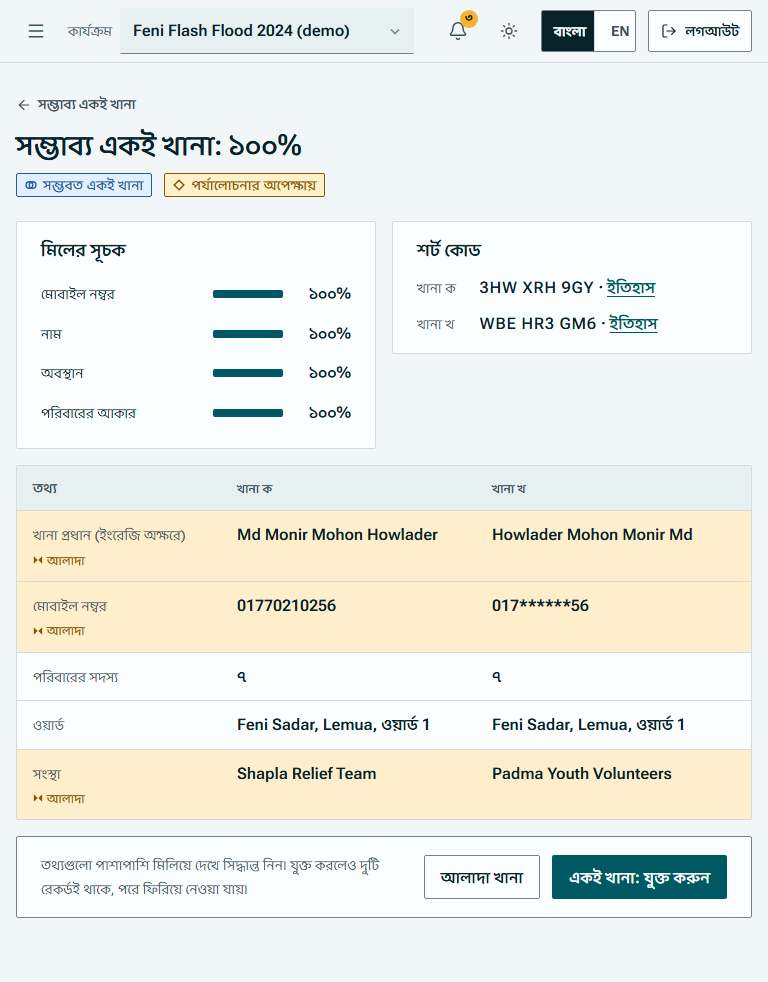 কার্যক্রম Feni Flash Flood 2024 (demo) ৩ বাংলা EN লগআউট
সম্ভাব্য একই খানা
সম্ভাব্য একই খানা: ১০০%
সম্ভবত একই খানা পর্যালোচনার অপেক্ষায়
মিলের সূচক
মোবাইল নম্বর ১০০%
নাম ১০০%
অবস্থান ১০০%
পরিবারের আকার ১০০%
শর্ট কোড
খানা ক 3HW XRH 9GY · ইতিহাস
খানা খ WBE HR3 GM6 · ইতিহাস
তথ্য খানা ক খানা খ
খানা প্রধান (ইংরেজি অক্ষরে) Md Monir Mohon Howlader Howlader Mohon Monir Md
আলাদা
মোবাইল নম্বর 01770210256 017******56
আলাদা
পরিবারের সদস্য ৭ ৭
ওয়ার্ড Feni Sadar, Lemua, ওয়ার্ড 1 Feni Sadar, Lemua, ওয়ার্ড 1
সংস্থা Shapla Relief Team Padma Youth Volunteers
আলাদা
তথ্যগুলো পাশাপাশি মিলিয়ে দেখে সিদ্ধান্ত নিন। যুক্ত করলেও দুটি
রেকর্ডই থাকে, পরে ফিরিয়ে নেওয়া যায়।
আলাদা খানা একই খানা: যুক্ত করুন